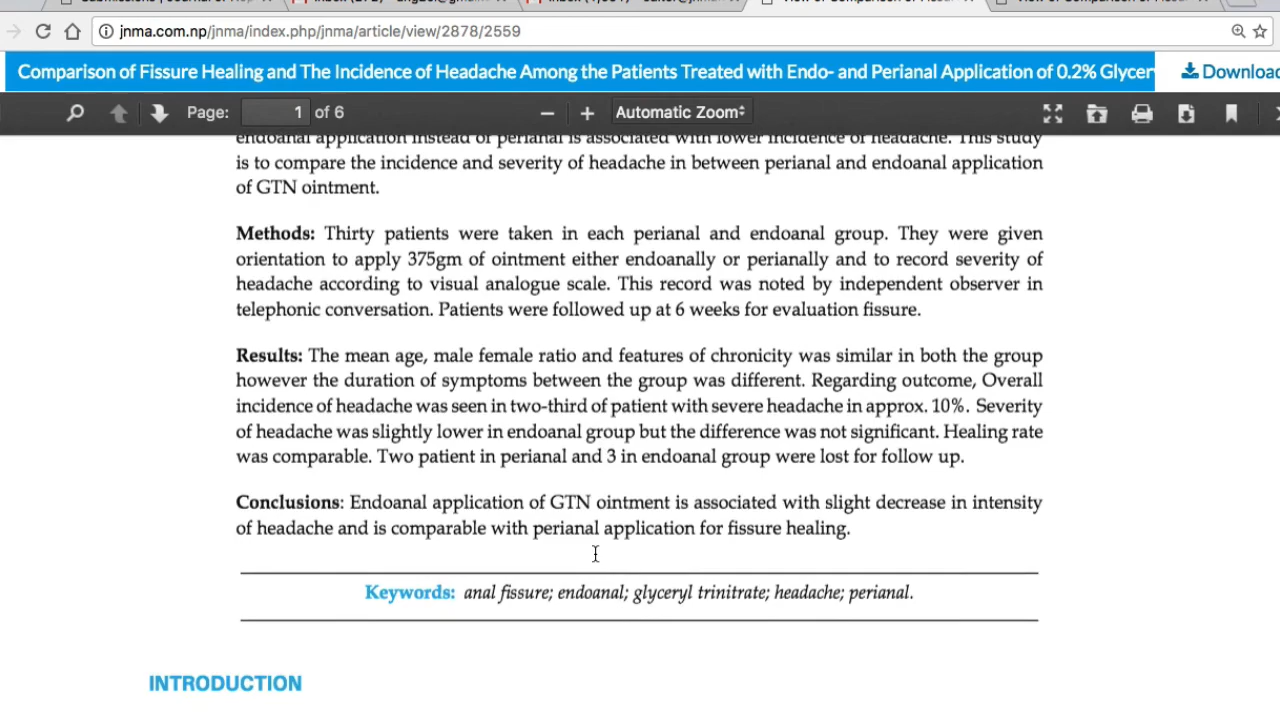 jnma.com.np/jnma/index.php/jnma/article/view/2878/2559
Comparison of Fissure Healing and The Incidence of Headache Among the Patients Treated with Endo- and Perianal Application of 0.2%
Download
Page: 1 of 6 Automatic Zoom
endoanal application instead of perianal is associated with lower incidence of headache. This study
is to compare the incidence and severity of headache in between perianal and endoanal application
of GTN ointment.
Methods: Thirty patients were taken in each perianal and endoanal group. They were given
orientation to apply 375gm of ointment either endoanally or perianally and to record severity of
headache according to visual analogue scale. This record was noted by independent observer in
telephonic conversation. Patients were followed up at 6 weeks for evaluation fissure.
Results: The mean age, male female ratio and features of chronicity was similar in both the group
however the duration of symptoms between the group was different. Regarding outcome, Overall
incidence of headache was seen in two-third of patient with severe headache in approx. 10%. Severity
of headache was slightly lower in endoanal group but the difference was not significant. Healing rate
was comparable. Two patient in perianal and 3 in endoanal group were lost for follow up.
Conclusions: Endoanal application of GTN ointment is associated with slight decrease in intensity
of headache and is comparable with perianal application for fissure healing.
Keywords: anal fissure; endoanal; glyceryl trinitrate; headache; perianal.
INTRODUCTION